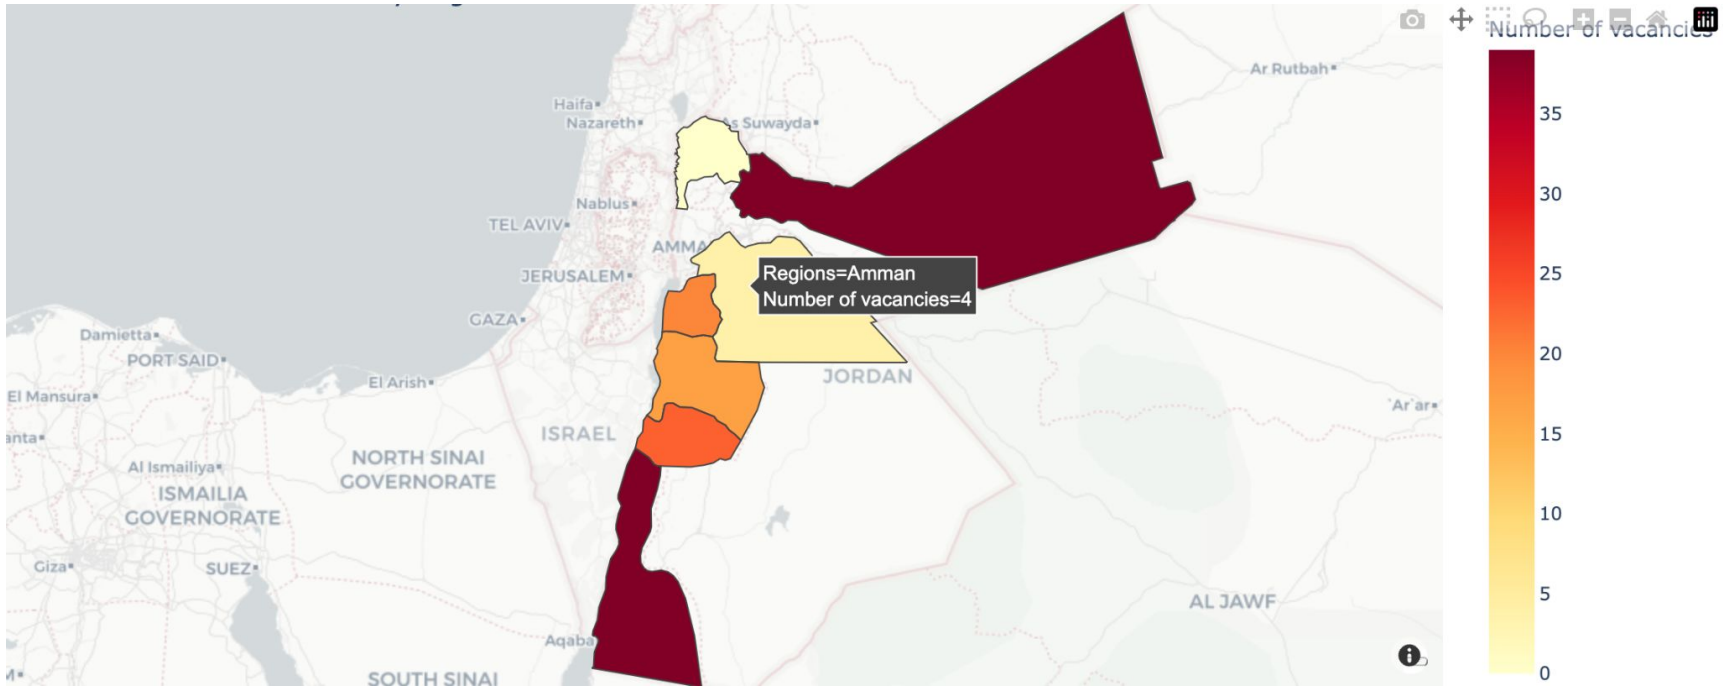 Number of vacancies
Ar Rutbah
Haifa
As Suwayda
Nazareth
Nablus
TEL AVIV
AMMA
Regions=Amman
Number of vacancies=4
JERUSALEM
GAZA
Damietta
PORT SAID
El Arish
JORDAN
El Mansura
'Ar'ar
anta
ISRAEL
NORTH SINAI
GOVERNORATE
Al Ismailiya
ISMAILIA
GOVERNORATE
Giza
SUEZ
AL JAWF
Aqaba
SOUTH SINAI
35
30
25
20
15
10
5
0